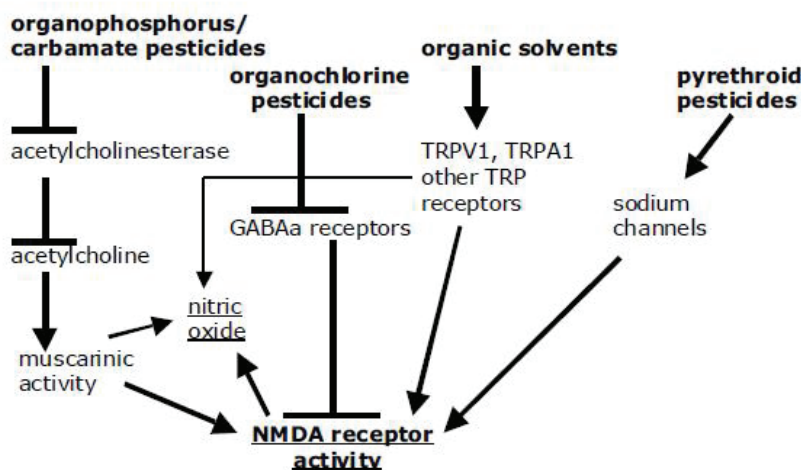 organophosphorus/
carbamate pesticides
organochlorine
pesticides
organic solvents
pyrethroid
pesticides
acetylcholinesterase
TRPV1, TRPA1
other TRP
receptors
sodium
channels
GABAa receptors
acetylcholine
nitric
oxide
muscarinic
activity
NMDA receptor
activity